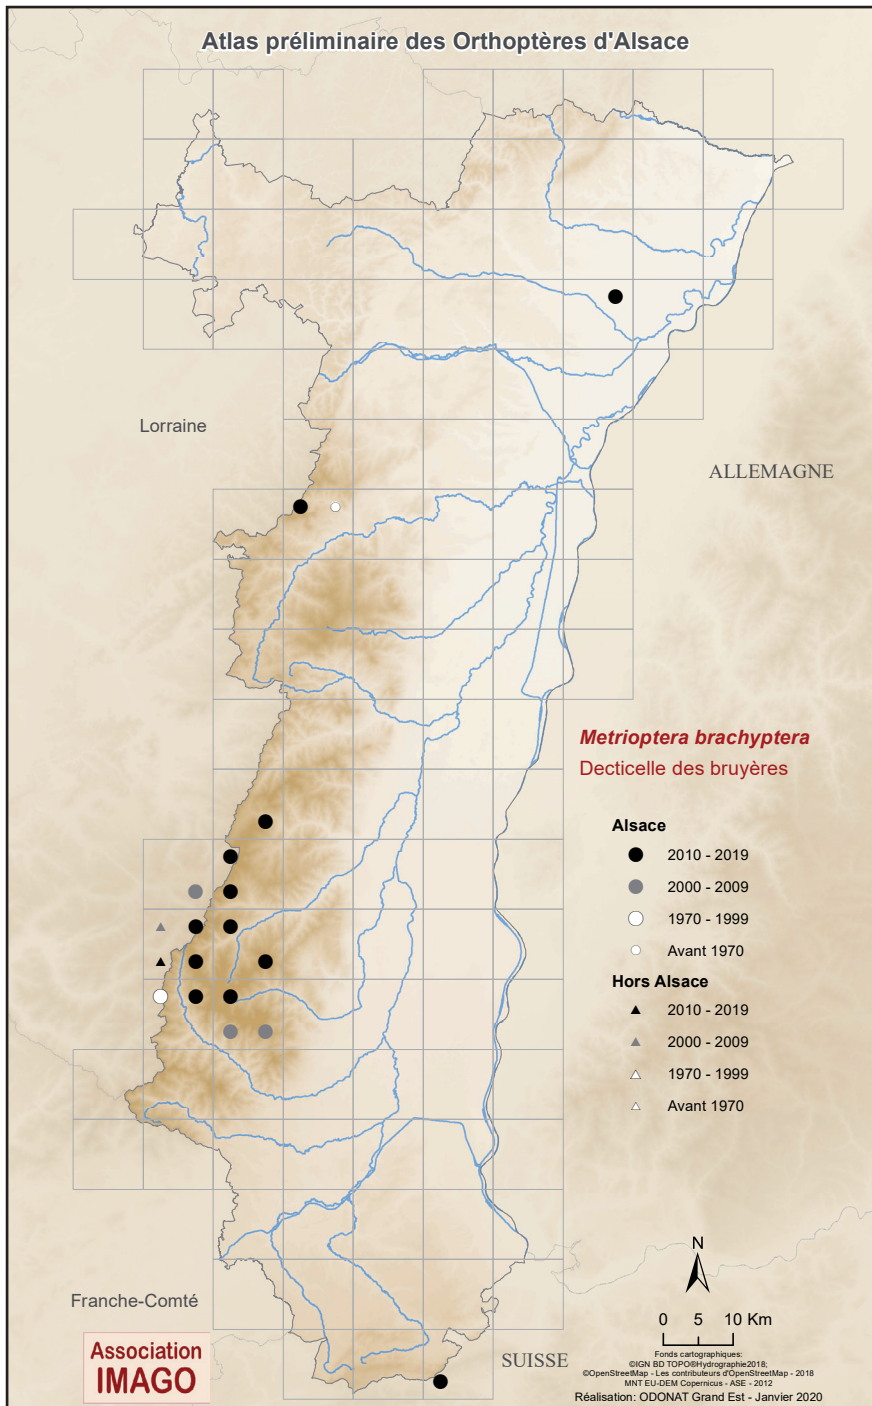 Atlas préliminaire des Orthoptères d'Alsace
Lorraine
ALLEMAGNE
Metrioptera brachyptera
Decticelle des bruyères
Alsace
2010 - 2019
2000 - 2009
1970 - 1999
Avant 1970
Hors Alsace
2010 - 2019
2000 - 2009
1970 - 1999
Avant 1970
N
0 5 10 Km
Franche-Comté
SUISSE
Association
IMAGO
Fonds cartographiques:
©IGN BD TOPO®Hydrographie2018;
©OpenStreetMap - Les contributeurs d'OpenStreetMap - 2018
MNT EU-DEM Copernicus - ASE - 2012
Réalisation: ODONAT Grand Est - Janvier 2020